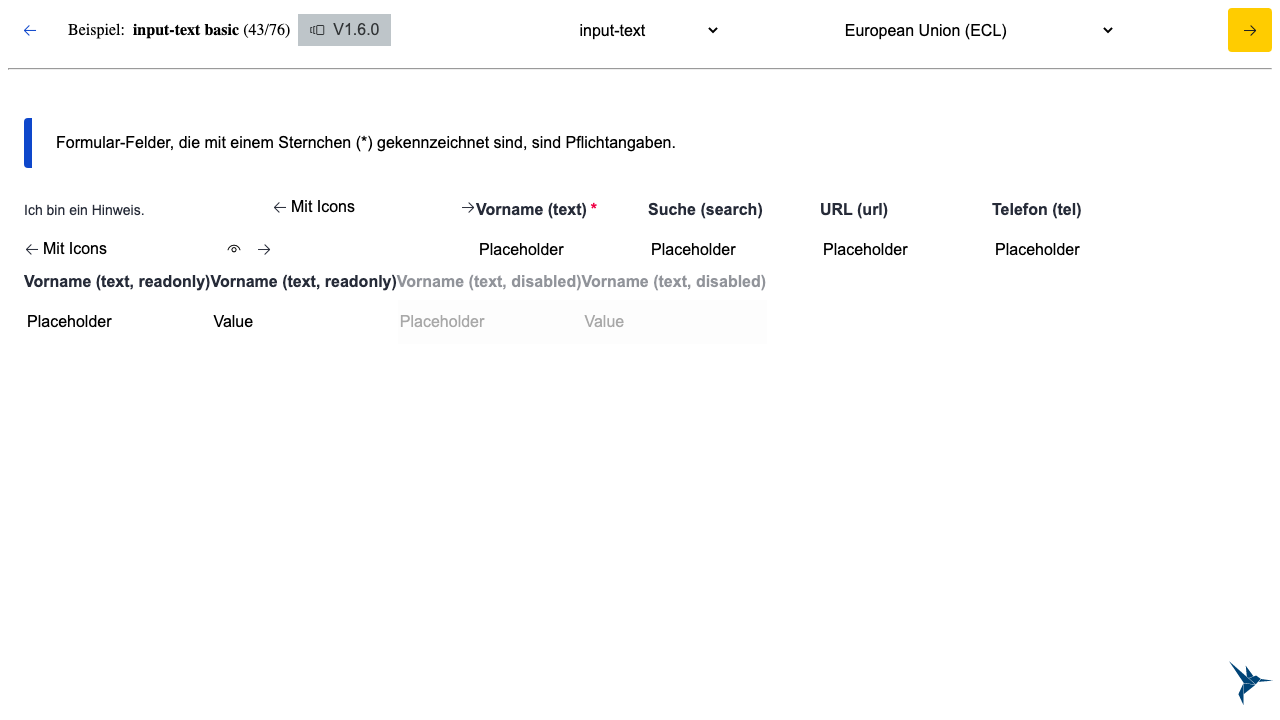 Beispiel: input-text basic (43/76) V1.6.0 input-text European Union (ECL)
Formular-Felder, die mit einem Sternchen (*) gekennzeichnet sind, sind Pflichtangaben.
Ich bin ein Hinweis. Mit Icons Vorname (text) * Suche (search) URL (url) Telefon (tel)
Mit Icons Placeholder Placeholder Placeholder Placeholder
Vorname (text, readonly) Vorname (text, readonly) Vorname (text, disabled) Vorname (text, disabled)
Placeholder Value Placeholder Value